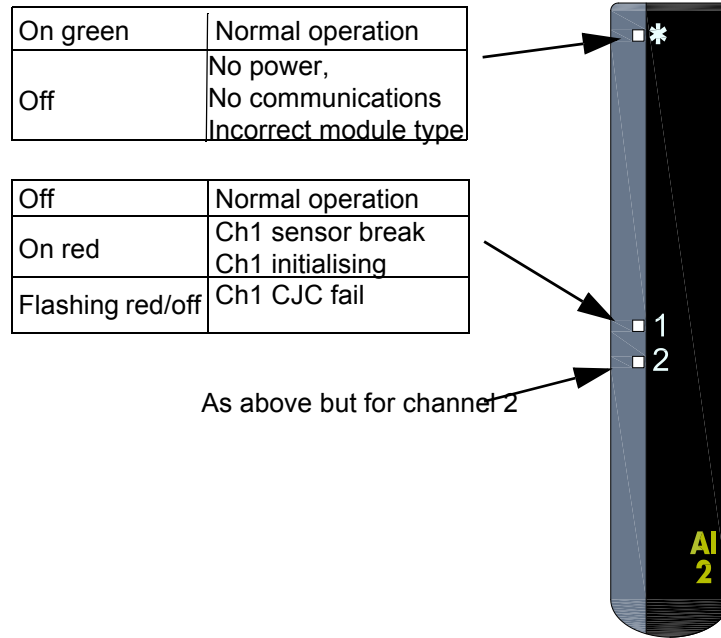 On green Normal operation
Off
No power,
No communications
Incorrect module type
*
Off Normal operation
On red
Ch1 sensor break
Ch1 initialising
Flashing red/off Ch1 CJC fail
1
2
As above but for channel 2
AI
2